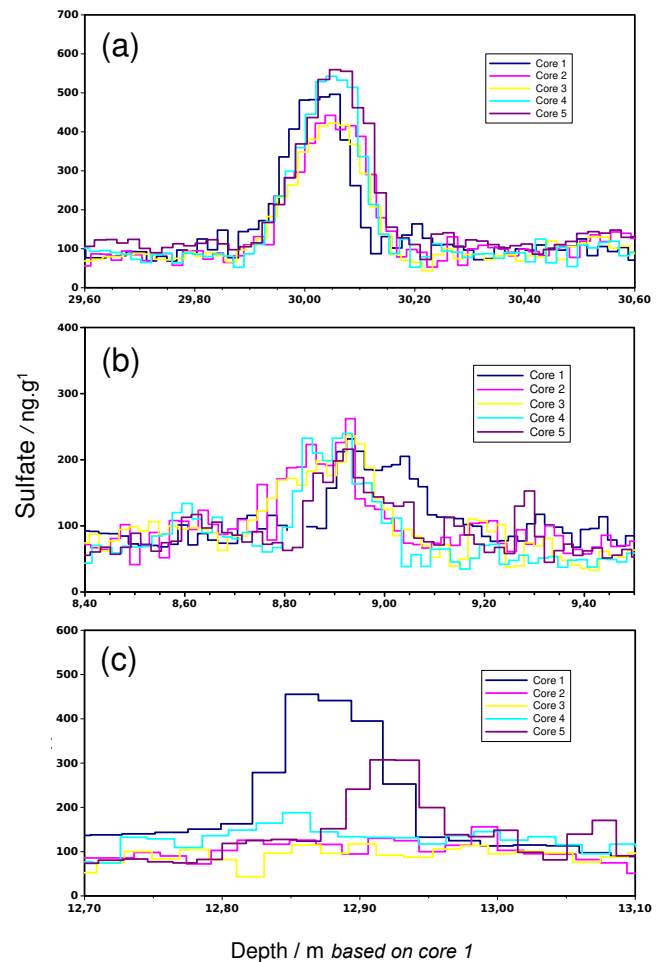 (a)
700
600
500
400
300
200
100
0
Core 1
Core 2
Core 3
Core 4
Core 5
29,60 29,80 30,00 30,20 30,40 30,60
(b)
400
300
200
100
0
Core 1
Core 2
Core 3
Core 4
Core 5
8,40 8,60 8,80 9,00 9,20 9,40
Sulfate / ng.g¹
(c)
600
500
400
300
200
100
0
Core 1
Core 2
Core 3
Core 4
Core 5
12,70 12,80 12,90 13,00 13,10
Depth / m based on core 1